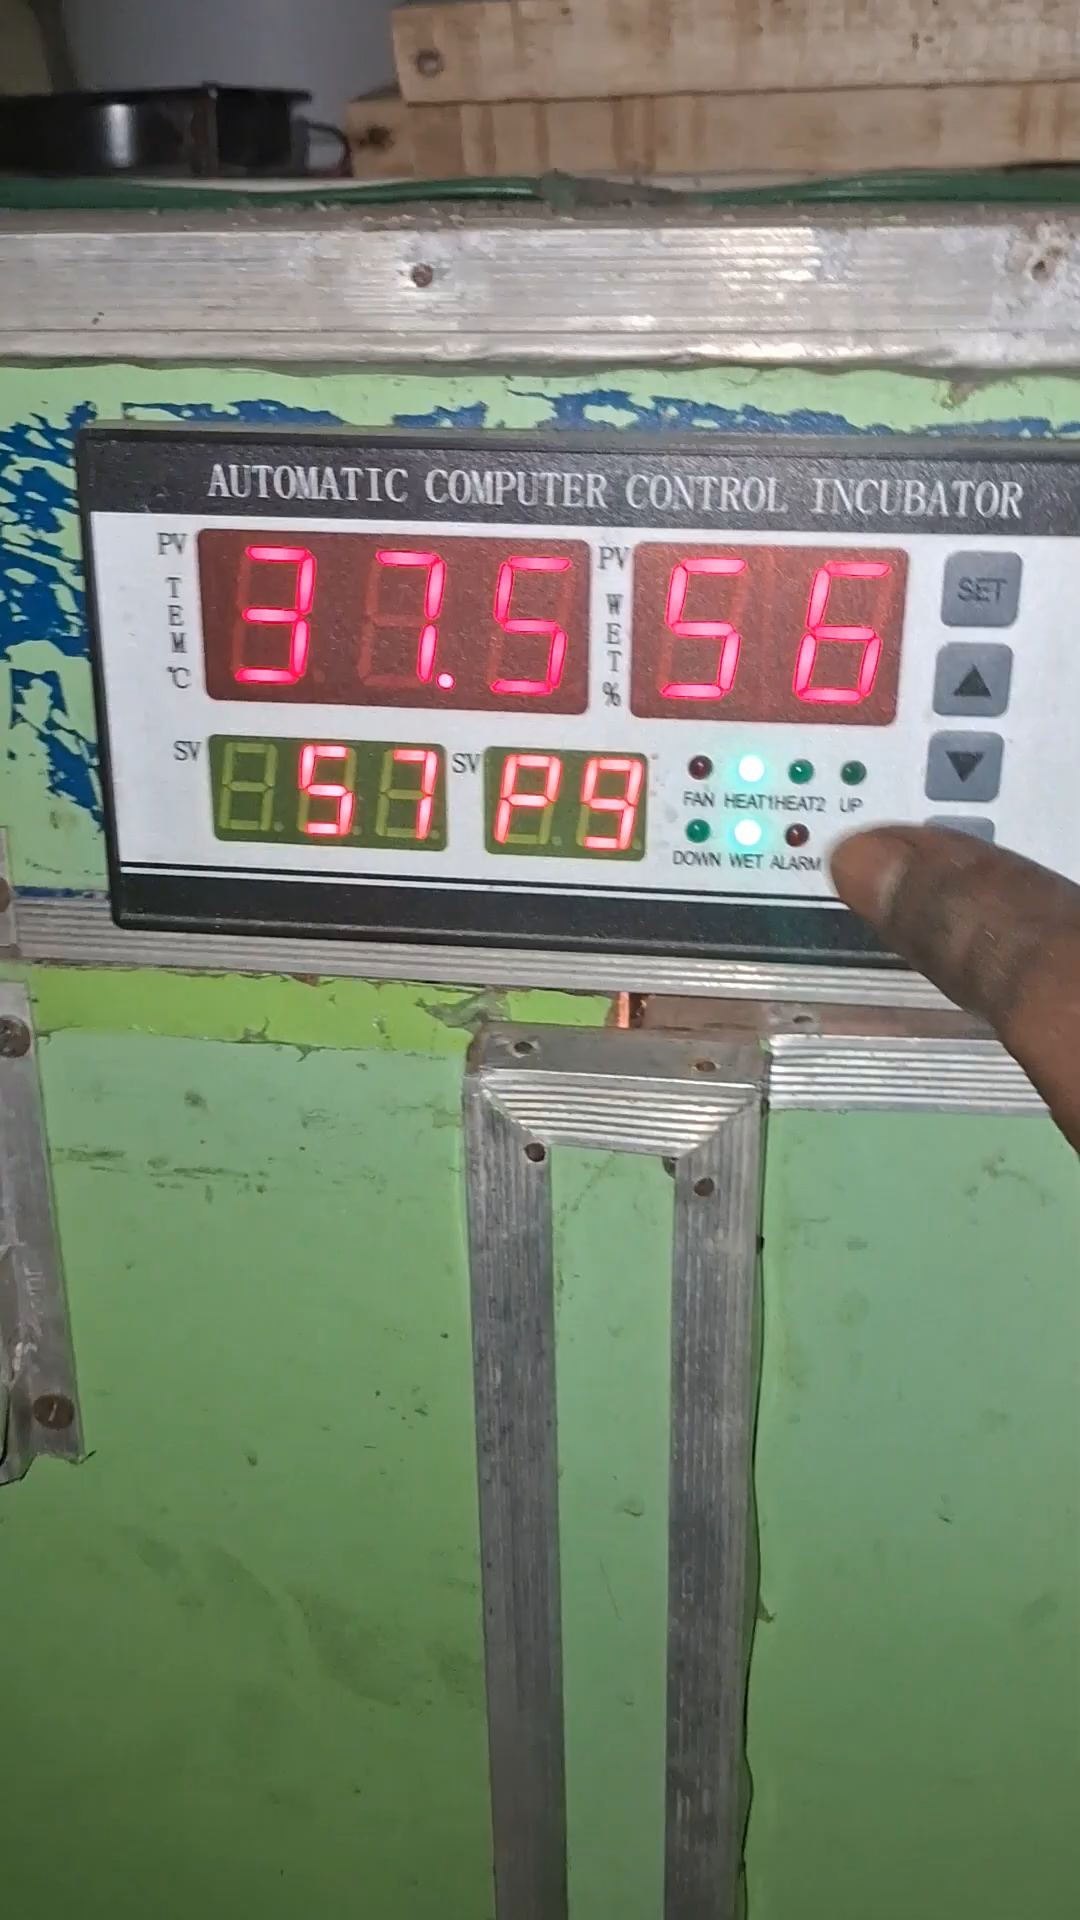 AUTOMATIC COMPUTER CONTROL INCUBATOR
PV TEM °C 37.5 PV WET % 56 SET
SV 57 SV P9
FAN HEAT1 HEAT2 UP
DOWN WET ALARM